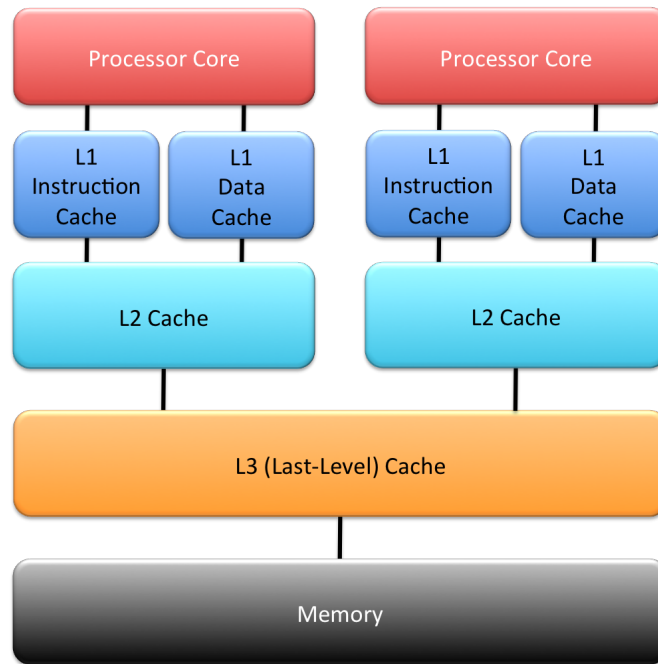 Processor Core
Processor Core
L1
Instruction
Cache
L1
Data
Cache
L1
Instruction
Cache
L1
Data
Cache
L2 Cache
L2 Cache
L3 (Last-Level) Cache
Memory